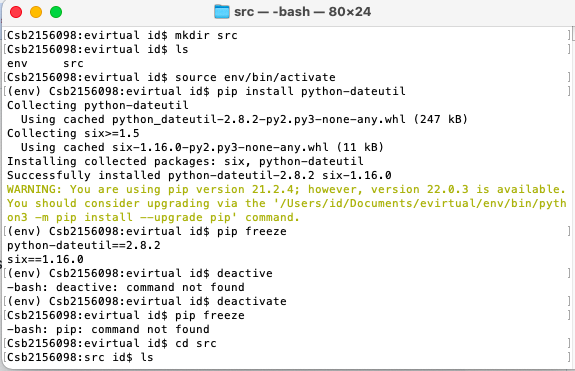 src — -bash — 80×24
[Csb2156098:evirtual id$ mkdir src ]
[Csb2156098:evirtual id$ ls ]
env     src
[Csb2156098:evirtual id$ source env/bin/activate ]
[(env) Csb2156098:evirtual id$ pip install python-dateutil ]
Collecting python-dateutil
  Using cached python_dateutil-2.8.2-py2.py3-none-any.whl (247 kB)
Collecting six>=1.5
  Using cached six-1.16.0-py2.py3-none-any.whl (11 kB)
Installing collected packages: six, python-dateutil
Successfully installed python-dateutil-2.8.2 six-1.16.0
WARNING: You are using pip version 21.2.4; however, version 22.0.3 is available.
You should consider upgrading via the '/Users/id/Documents/evirtual/env/bin/pyth
on3 -m pip install --upgrade pip' command.
[(env) Csb2156098:evirtual id$ pip freeze ]
python-dateutil==2.8.2
six==1.16.0
[(env) Csb2156098:evirtual id$ deactive ]
-bash: deactive: command not found
[(env) Csb2156098:evirtual id$ deactivate ]
[Csb2156098:evirtual id$ pip freeze ]
-bash: pip: command not found
[Csb2156098:evirtual id$ cd src ]
[Csb2156098:src id$ ls ]